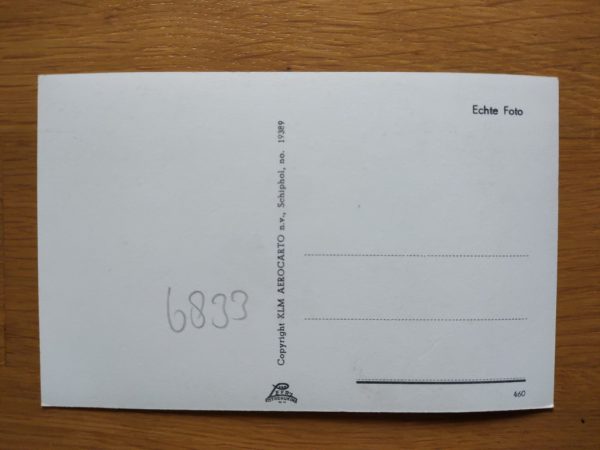 Echte Foto
Copyright KLM AEROCARTO n.v., Schiphol, no. 19389
6833
460